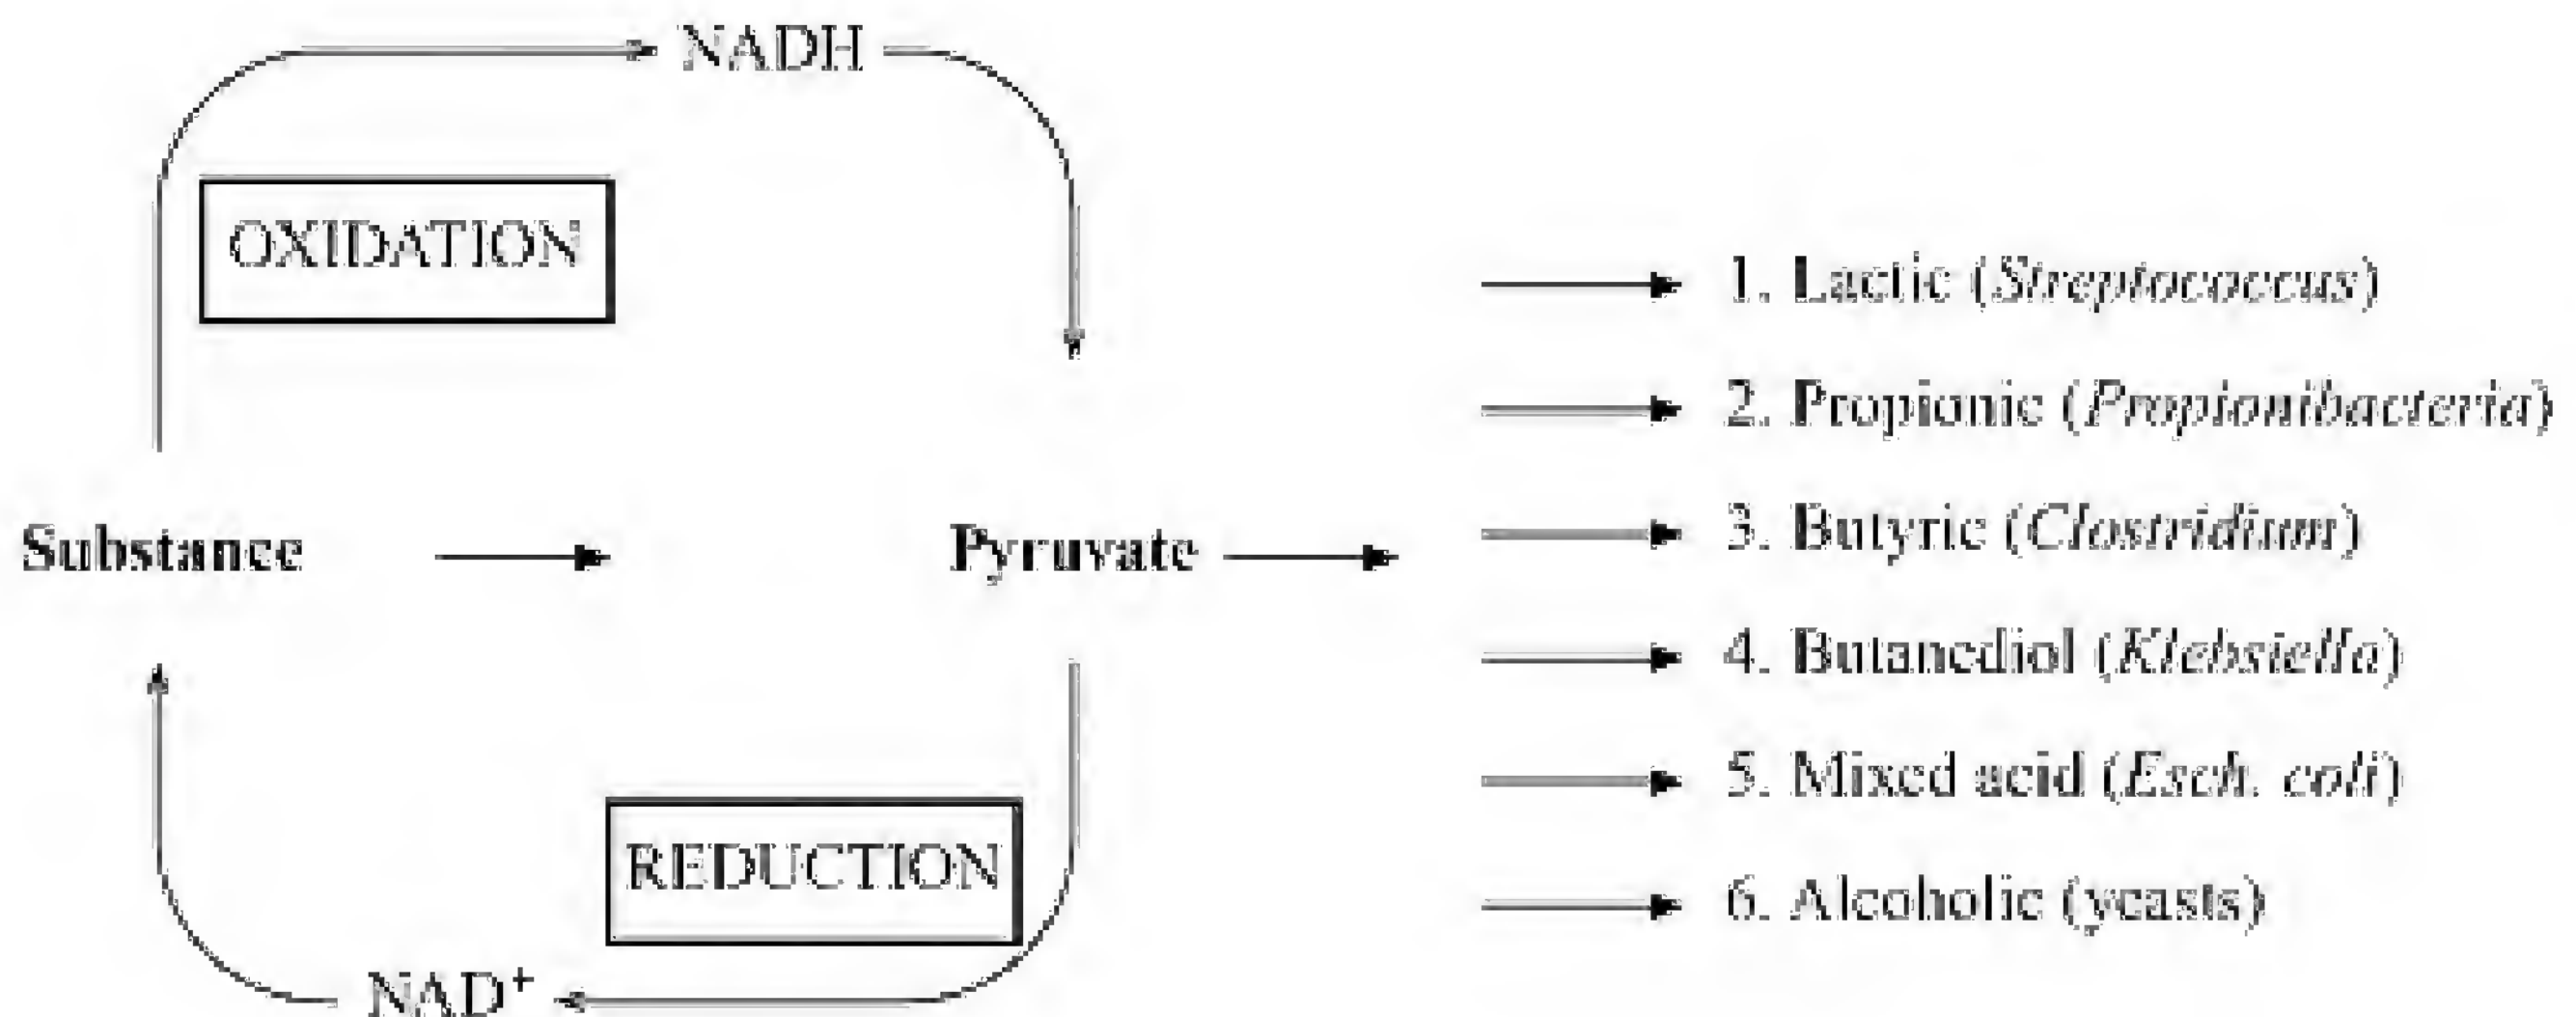 NADH
OXIDATION
1. Lactic (Streptococcus)
2. Propionic (Propionibacteria)
3. Butyric (Clostridium)
Substance
Pyruvate
4. Butanediol (Klebsiella)
5. Mixed acid (Esch. coli)
REDUCTION
6. Alcoholic (yeasts)
NAD⁺